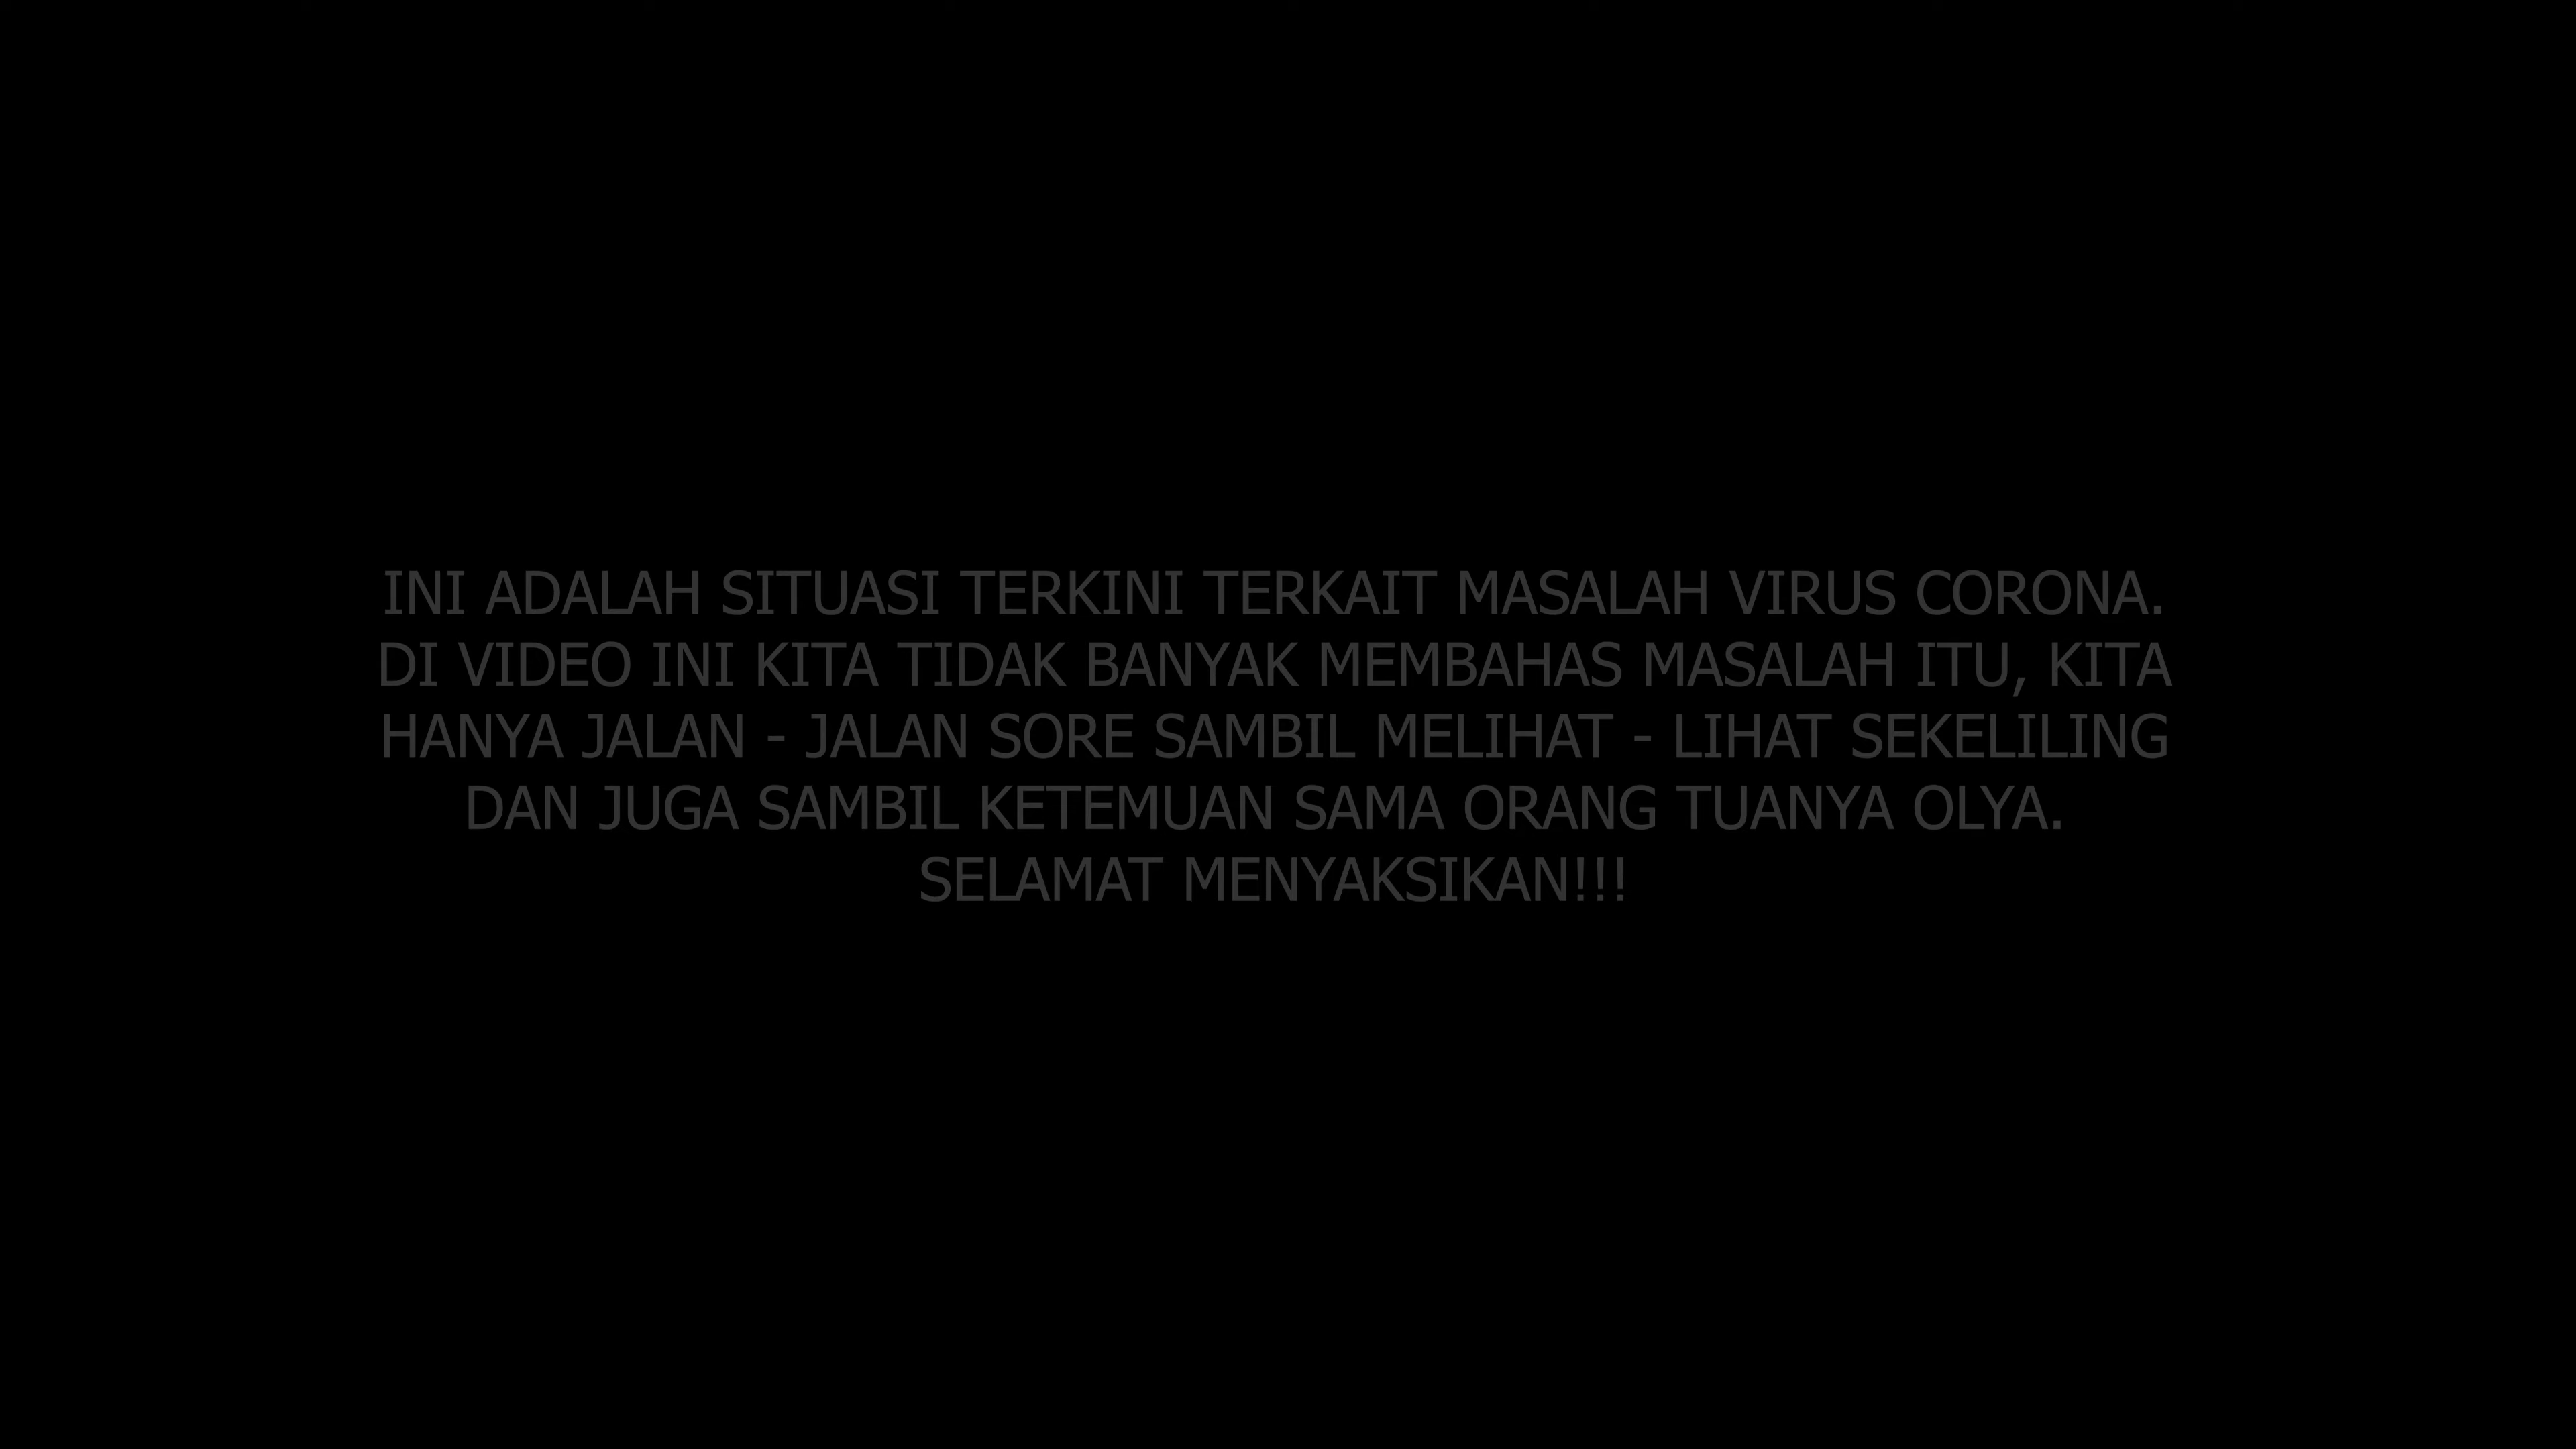 INI ADALAH SITUASI TERKINI TERKAIT MASALAH VIRUS CORONA.
DI VIDEO INI KITA TIDAK BANYAK MEMBAHAS MASALAH ITU, KITA
HANYA JALAN - JALAN SORE SAMBIL MELIHAT - LIHAT SEKELILING
DAN JUGA SAMBIL KETEMUAN SAMA ORANG TUANYA OLYA.
SELAMAT MENYAKSIKAN!!!